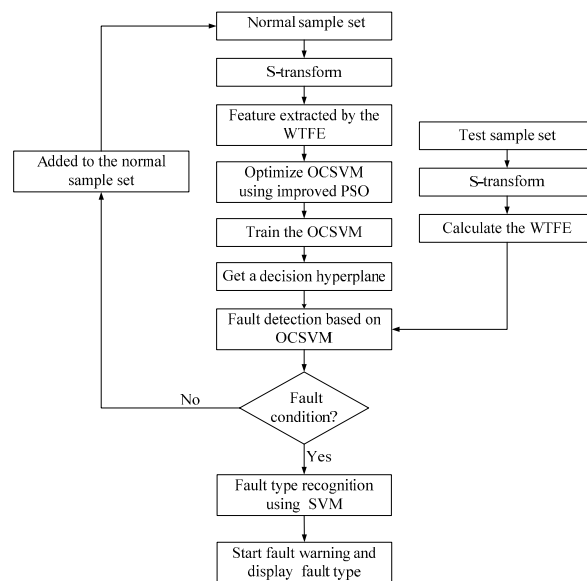 Normal sample set
S-transform
Feature extracted by the
WTFE
Optimize OCSVM
using improved PSO
Train the OCSVM
Get a decision hyperplane
Fault detection based on
OCSVM
Test sample set
S-transform
Calculate the WTFE
Added to the normal
sample set
Fault
condition?
No
Yes
Fault type recognition
using SVM
Start fault warning and
display fault type